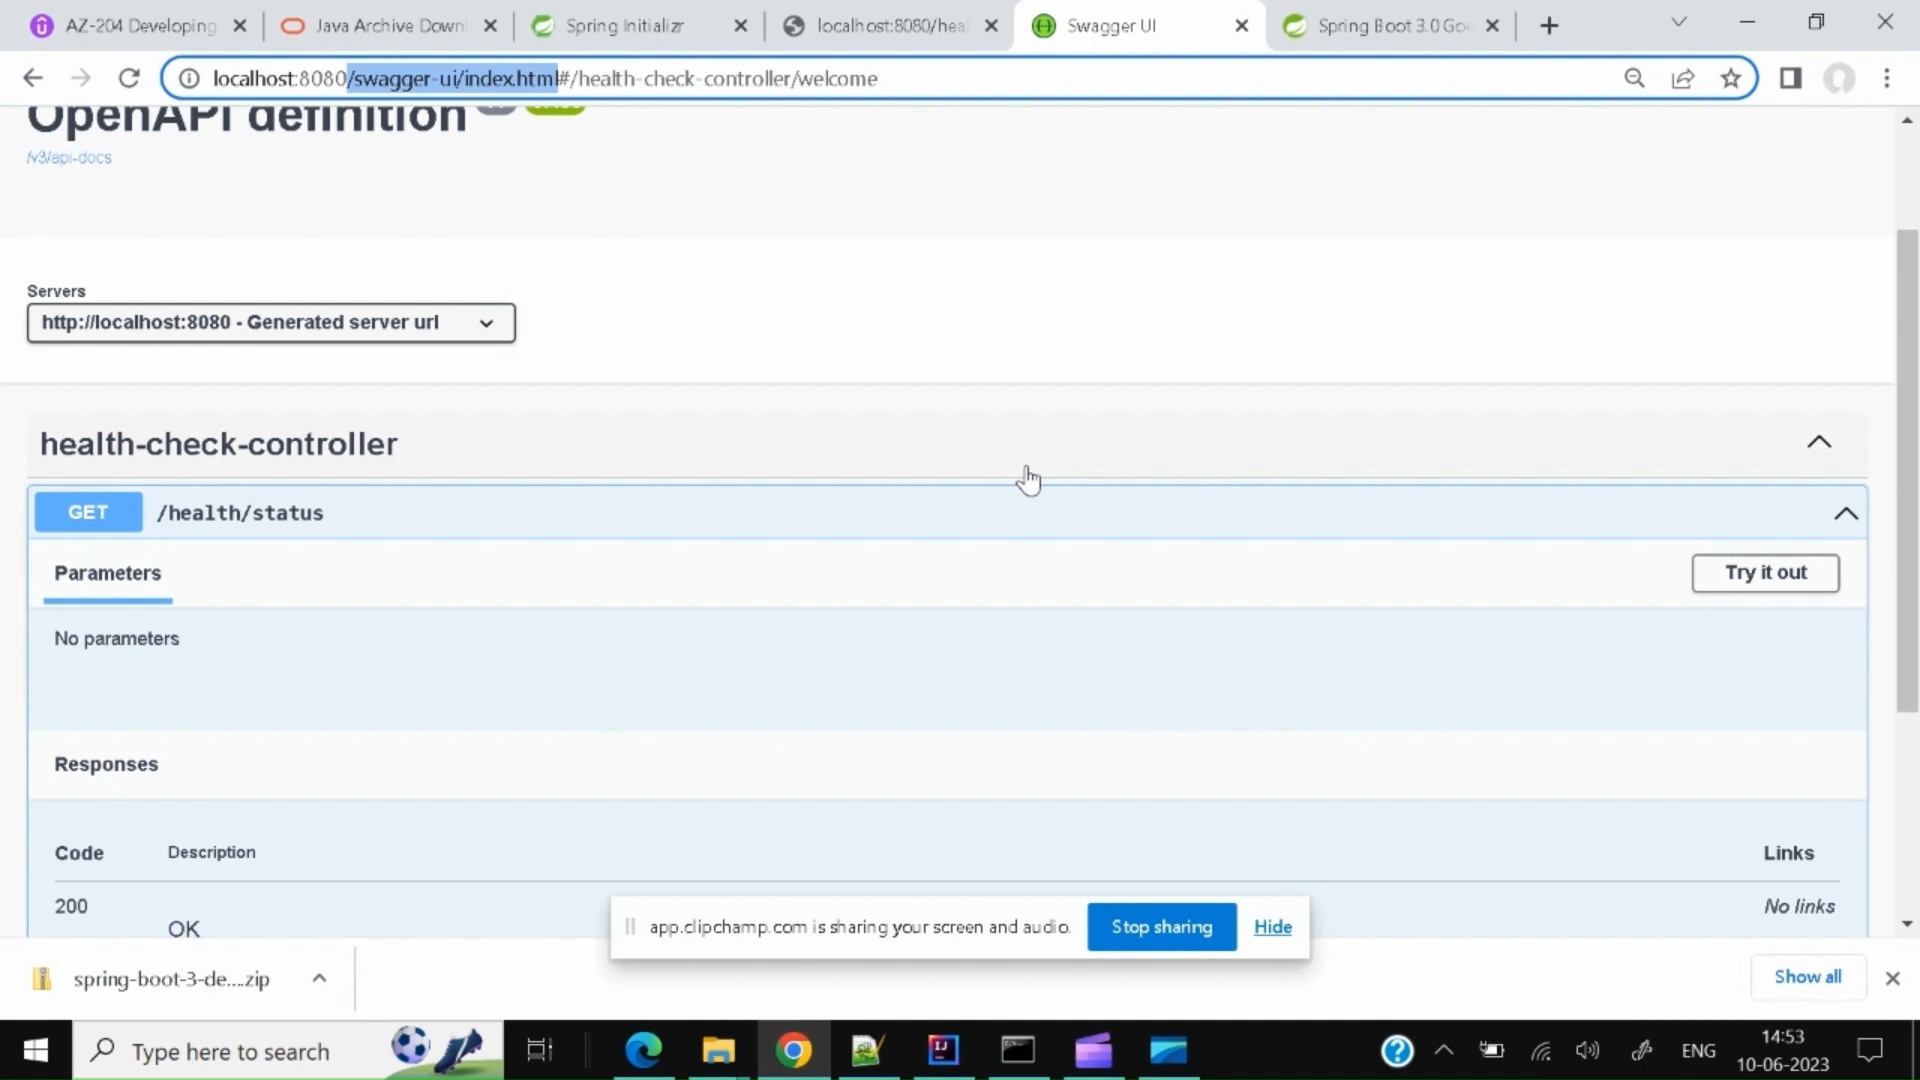 AZ-204 Developing
Java Archive Down
Spring Initializr
localhost:8080/heal
Swagger UI
Spring Boot 3.0 Goe
localhost:8080/swagger-ui/index.html#/health-check-controller/welcome
OpenAPI definition
/v3/api-docs
Servers
http://localhost:8080 - Generated server url
health-check-controller
GET /health/status
Parameters
Try it out
No parameters
Responses
Code Description Links
200 OK No links
app.clipchamp.com is sharing your screen and audio. Stop sharing Hide
spring-boot-3-de....zip
Show all
Type here to search
ENG
14:53
10-06-2023